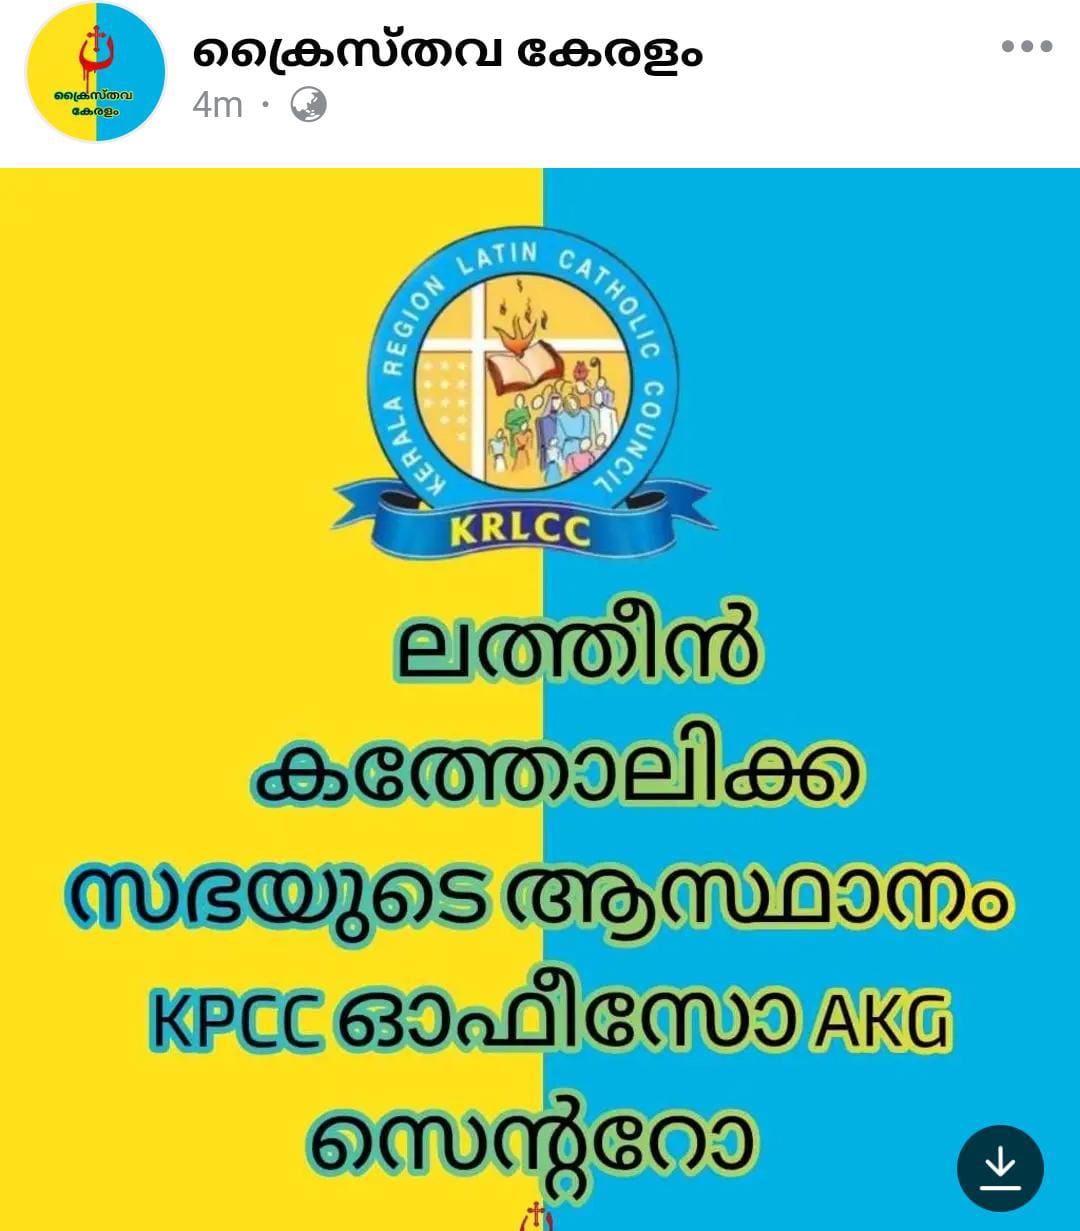 ക്രൈസ്തവ കേരളം
4m ·
ക്രൈസ്തവ
കേരളം
KERALA REGION LATIN CATHOLIC COUNCIL
KRLCC
ലത്തീൻ
കത്തോലിക്ക
സഭയുടെ ആസ്ഥാനം
KPCC ഓഫീസോ AKG
സെന്ററോ